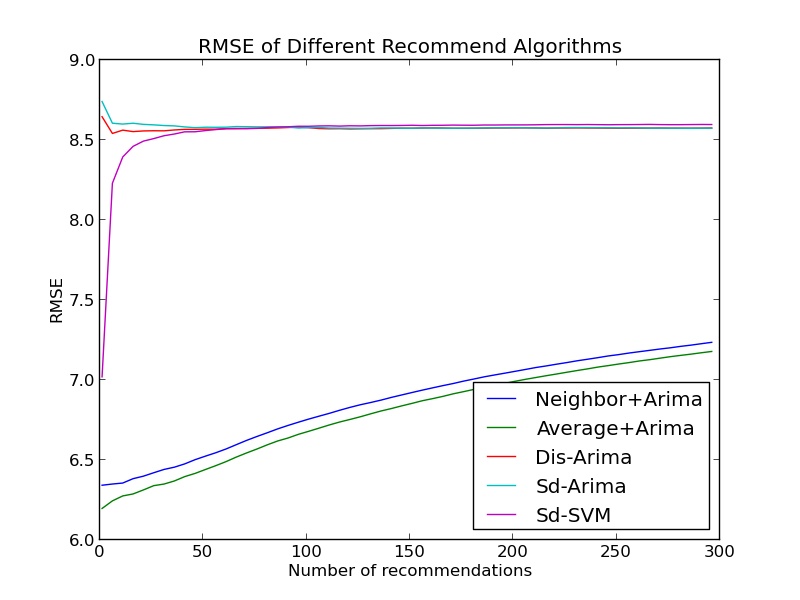 RMSE of Different Recommend Algorithms
9.0
8.5
8.0
7.5
7.0
6.5
6.0
RMSE
0 50 100 150 200 250 300
Number of recommendations
Neighbor+Arima
Average+Arima
Dis-Arima
Sd-Arima
Sd-SVM